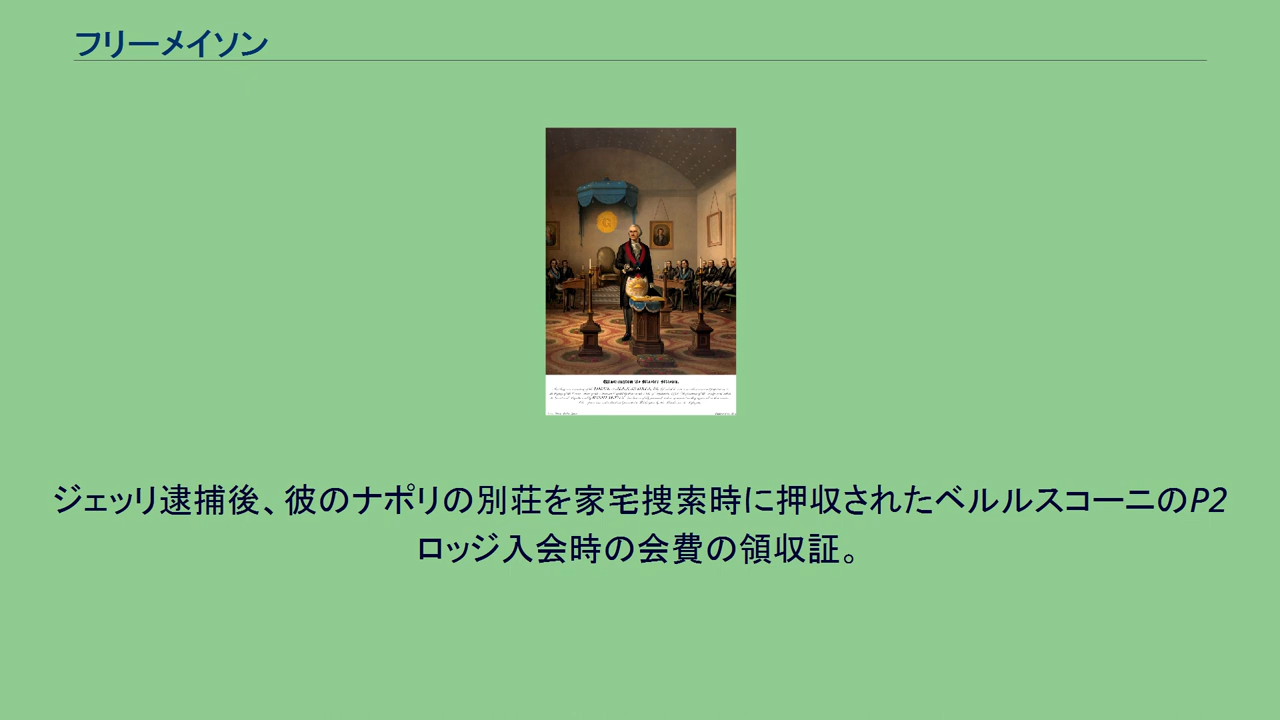 フリーメイソン
ジェッリ逮捕後、彼のナポリの別荘を家宅捜索時に押収されたベルルスコーニのP2
ロッジ入会時の会費の領収証。